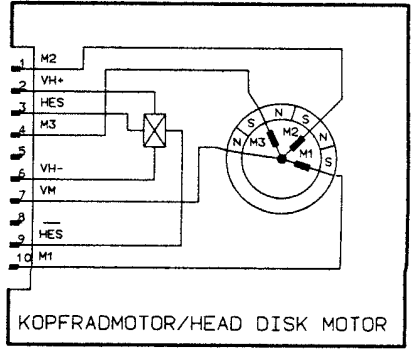 1 M2
2 VH+
3 HES
4 M3
5
6 VH-
7 VM
8
9 H̅E̅S̅
10 M1
N S N S N S
M3 M2 M1
KOPFRADMOTOR/HEAD DISK MOTOR